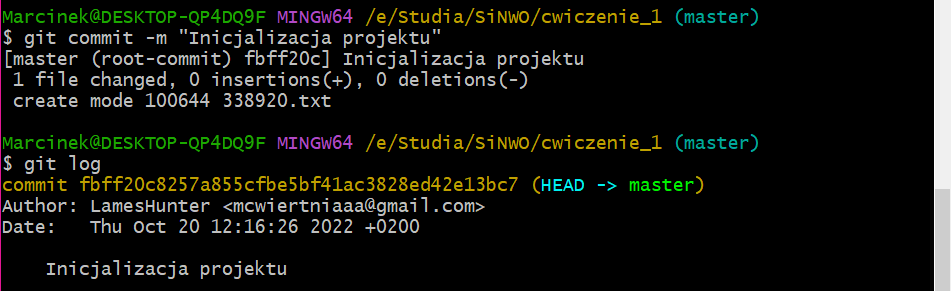 Marcinek@DESKTOP-QP4DQ9F MINGW64 /e/Studia/SiNWO/cwiczenie_1 (master)
$ git commit -m "Inicjalizacja projektu"
[master (root-commit) fbff20c] Inicjalizacja projektu
 1 file changed, 0 insertions(+), 0 deletions(-)
 create mode 100644 338920.txt

Marcinek@DESKTOP-QP4DQ9F MINGW64 /e/Studia/SiNWO/cwiczenie_1 (master)
$ git log
commit fbff20c8257a855cfbe5bf41ac3828ed42e13bc7 (HEAD -> master)
Author: LamesHunter <mcwiertniaaa@gmail.com>
Date:   Thu Oct 20 12:16:26 2022 +0200

    Inicjalizacja projektu